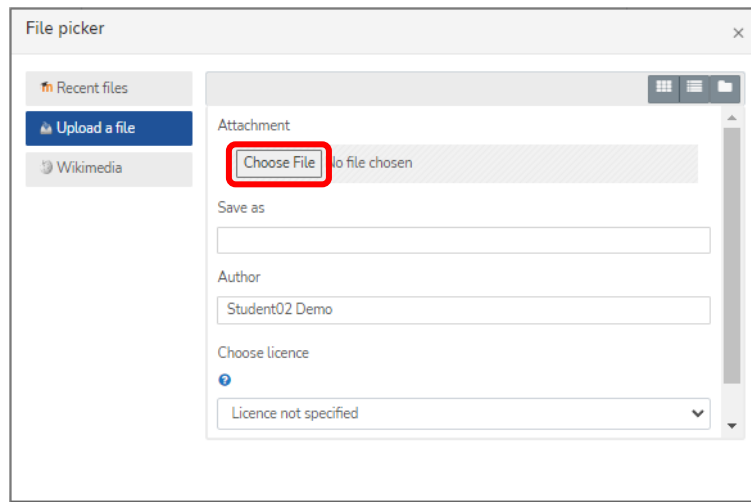 File picker
×
Recent files
Upload a file
Wikimedia
Attachment
Choose File No file chosen
Save as
Author
Student02 Demo
Choose licence
?
Licence not specified